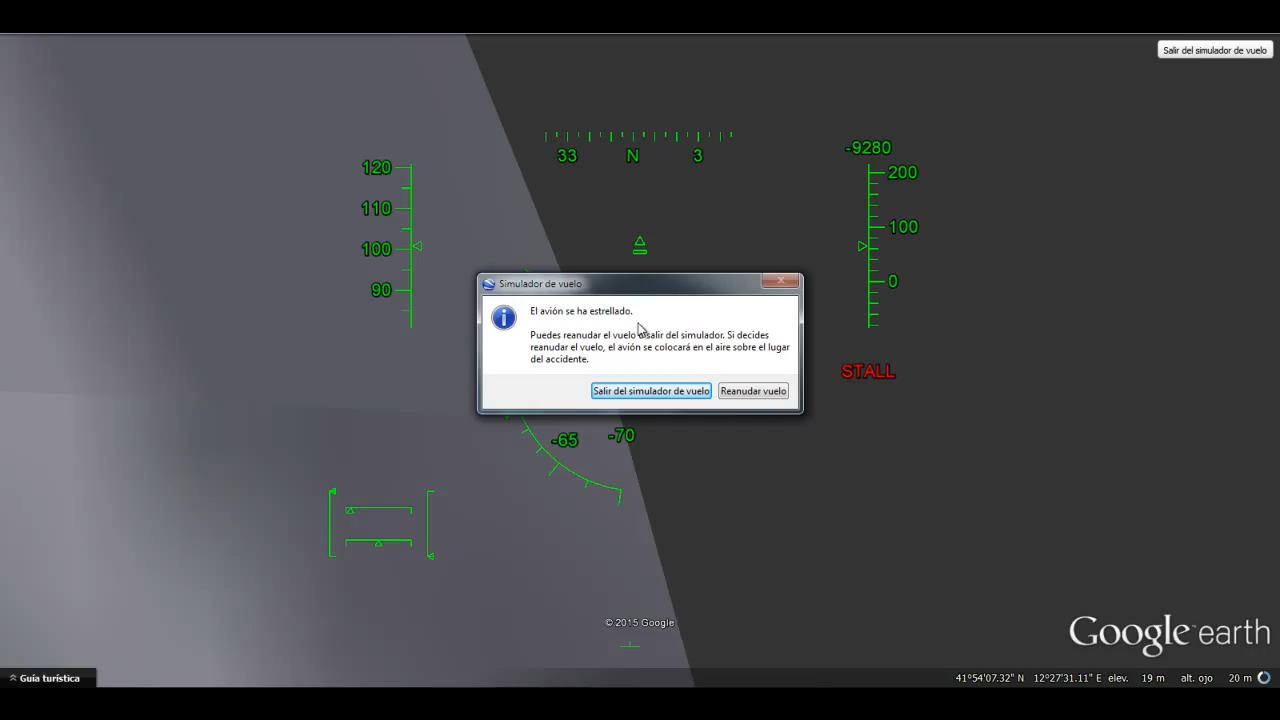 Salir del simulador de vuelo
33 N 3
-9280
120
110
100
90
200
100
0
Simulador de vuelo
El avión se ha estrellado.
Puedes reanudar el vuelo salir del simulador. Si decides
reanudar el vuelo, el avión se colocará en el aire sobre el lugar
del accidente.
Salir del simulador de vuelo
Reanudar vuelo
STALL
-65 -70
© 2015 Google
Google earth
Guía turística
41°54'07.32" N 12°27'31.11" E elev. 19 m alt. ojo 20 m